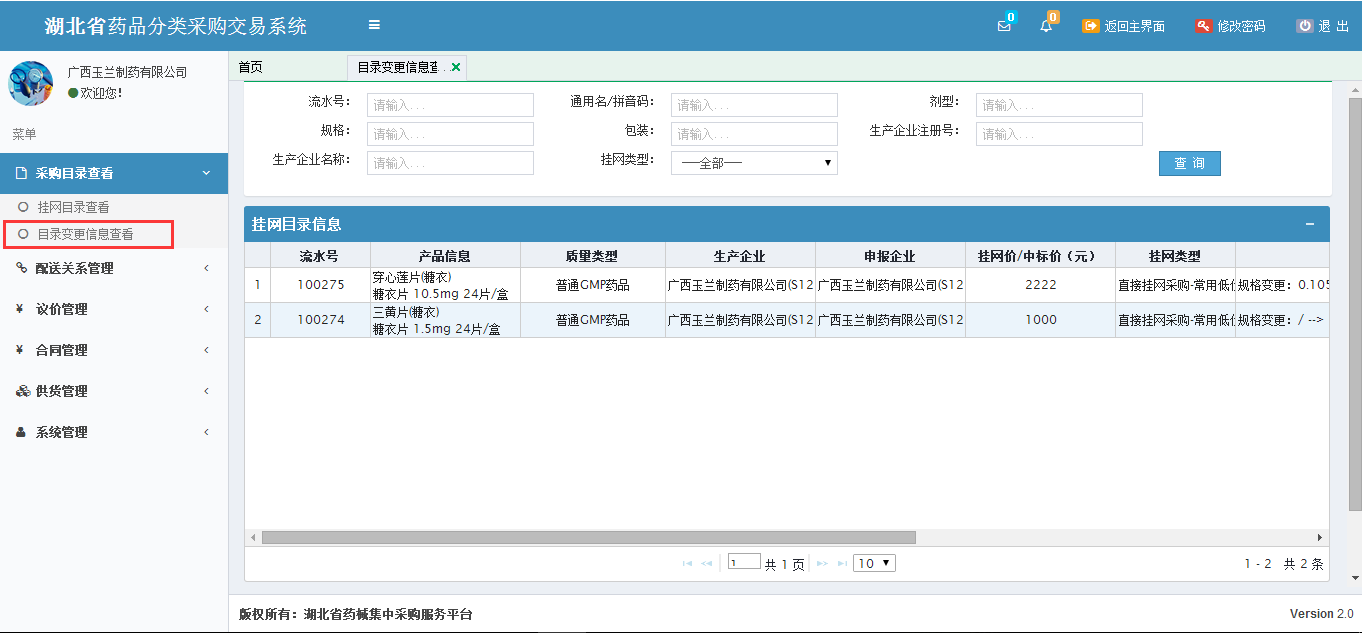 湖北省药品分类采购交易系统
0
0
返回主界面
修改密码
退 出
广西玉兰制药有限公司
欢迎您!
菜单
采购目录查看
挂网目录查看
目录变更信息查看
配送关系管理
¥ 议价管理
¥ 合同管理
供货管理
系统管理
首页
目录变更信息查
流水号: 请输入...
通用名/拼音码: 请输入...
剂型: 请输入...
规格: 请输入...
包装: 请输入...
生产企业注册号: 请输入...
生产企业名称: 请输入...
挂网类型: ——全部——
查 询
挂网目录信息
流水号 产品信息 质量类型 生产企业 申报企业 挂网价/中标价（元） 挂网类型
1 100275 穿心莲片(糖衣) 普通GMP药品 广西玉兰制药有限公司(S12 广西玉兰制药有限公司(S12 2222 直接挂网采购-常用低价 规格变更：0.105
糖衣片 10.5mg 24片/盒
2 100274 三黄片(糖衣) 普通GMP药品 广西玉兰制药有限公司(S12 广西玉兰制药有限公司(S12 1000 直接挂网采购-常用低价 规格变更：/ -->
糖衣片 1.5mg 24片/盒
1 共 1 页 10
1 - 2 共 2 条
版权所有：湖北省药械集中采购服务平台
Version 2.0